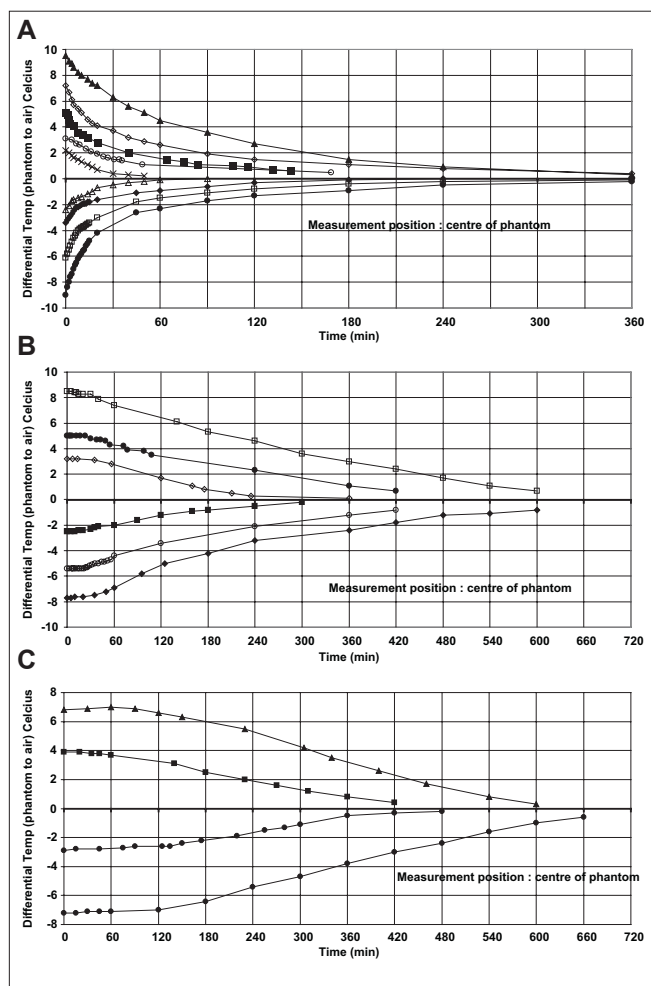 A
Differential Temp (phantom to air) Celcius
10
8
6
4
2
0
-2
-4
-6
-8
-10
Measurement position : centre of phantom
0 60 120 180 240 300 360
Time (min)
B
Differential Temp (phantom to air) Celcius
10
8
6
4
2
0
-2
-4
-6
-8
-10
Measurement position : centre of phantom
0 60 120 180 240 300 360 420 480 540 600 660 720
Time (min)
C
Differential Temp (phantom to air) Celcius
8
6
4
2
0
-2
-4
-6
-8
Measurement position : centre of phantom
0 60 120 180 240 300 360 420 480 540 600 660 720
Time (min)